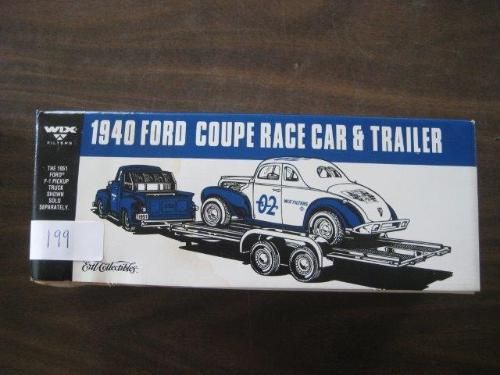 WIX
FILTERS
1940 FORD COUPE RACE CAR & TRAILER
THE 1951
FORD
F-1 PICKUP
TRUCK
SHOWN
SOLD
SEPARATELY.
199
02
WIX FILTERS
Ertl Collectibles